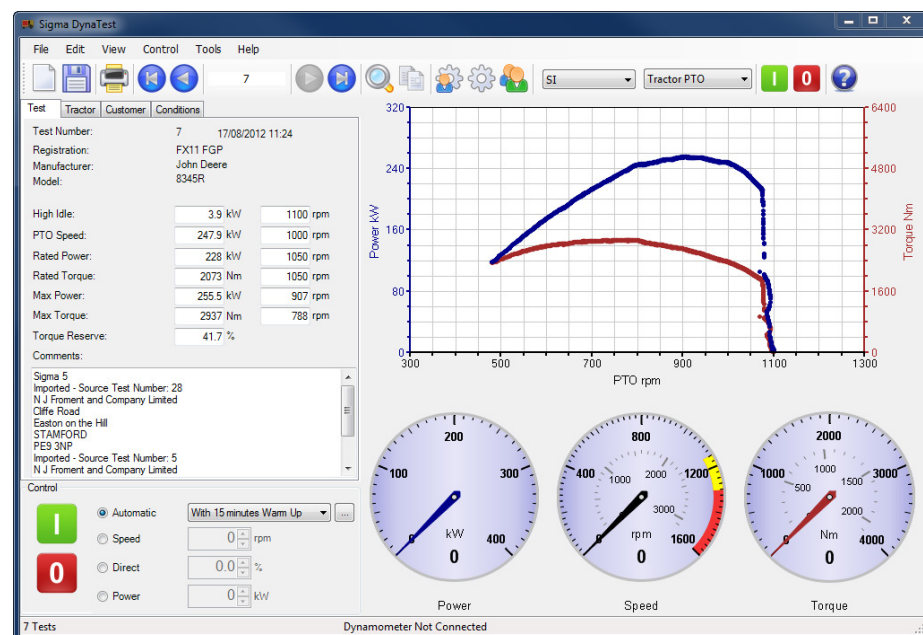 Sigma DynaTest
File Edit View Control Tools Help
7 SI Tractor PTO I 0 ?
Test Tractor Customer Conditions
Test Number: 7 17/08/2012 11:24
Registration: FX11 FGP
Manufacturer: John Deere
Model: 8345R
High Idle: 3.9 kW 1100 rpm
PTO Speed: 247.9 kW 1000 rpm
Rated Power: 228 kW 1050 rpm
Rated Torque: 2073 Nm 1050 rpm
Max Power: 255.5 kW 907 rpm
Max Torque: 2937 Nm 788 rpm
Torque Reserve: 41.7 %
Comments:
Sigma 5
Imported - Source Test Number: 28
N J Froment and Company Limited
Cliffe Road
Easton on the Hill
STAMFORD
PE9 3NP
Imported - Source Test Number: 5
N J Froment and Company Limited
Control
I Automatic With 15 minutes Warm Up ...
Speed 0 rpm
0 Direct 0.0 %
Power 0 kW
320 6400
240 4800
Power kW 160 3200 Torque Nm
80 1600
0 0
300 500 700 900 1100 1300
PTO rpm
0 100 200 300 400
kW
0
Power
0 400 800 1200 1600
0 1000 2000 3000
rpm
0
Speed
0 1000 2000 3000 4000
0 500 1000 1500 2000
Nm
0
Torque
7 Tests Dynamometer Not Connected